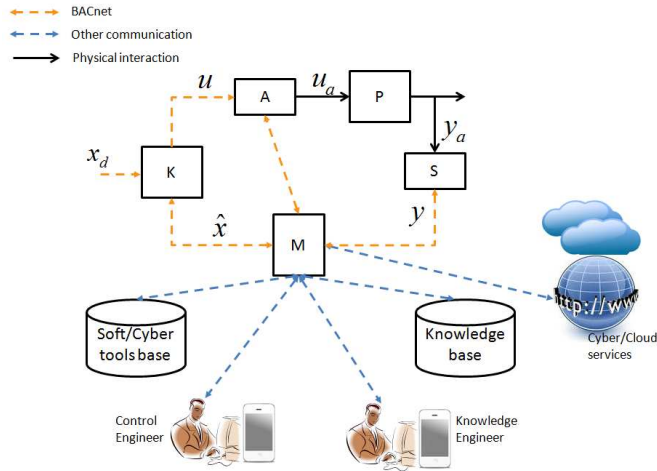 BACnet
Other communication
Physical interaction
u
A
u_a
P
y_a
x_d
K
S
x̂
y
M
http://www
Soft/Cyber
tools base
Knowledge
base
Cyber/Cloud
services
Control
Engineer
Knowledge
Engineer